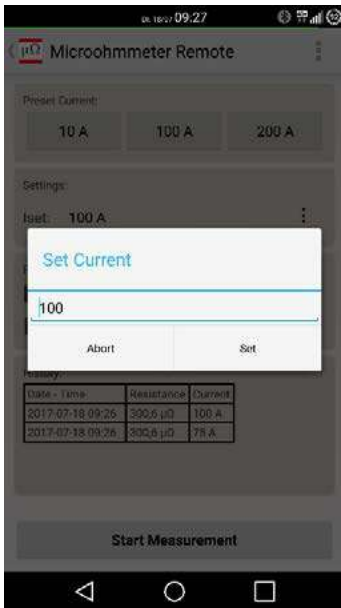 09:27
µΩ Microohmmeter Remote
Preset Current:
10 A 100 A 200 A
Settings:
Iset: 100 A
Set Current
100
Abort Set
History:
Date - Time Resistance Current
2017-07-18 09:26 300,6 µΩ 100 A
2017-07-18 09:26 300,6 µΩ 75 A
Start Measurement